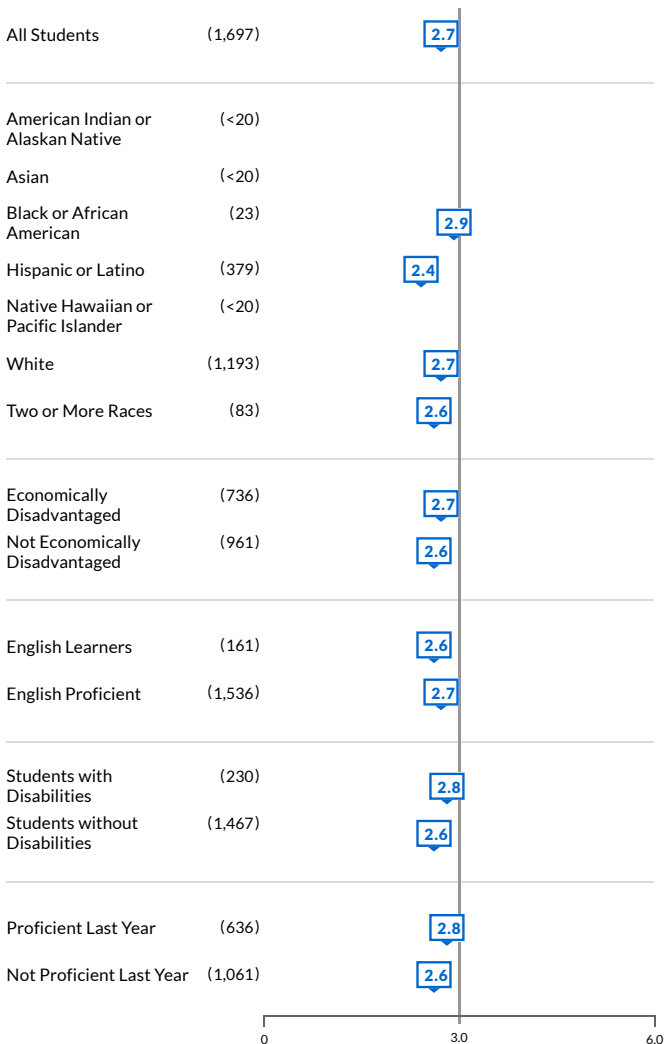 All Students (1,697) 2.7
American Indian or (<20)
Alaskan Native
Asian (<20)
Black or African (23) 2.9
American
Hispanic or Latino (379) 2.4
Native Hawaiian or (<20)
Pacific Islander
White (1,193) 2.7
Two or More Races (83) 2.6
Economically (736) 2.7
Disadvantaged
Not Economically (961) 2.6
Disadvantaged
English Learners (161) 2.6
English Proficient (1,536) 2.7
Students with (230) 2.8
Disabilities
Students without (1,467) 2.6
Disabilities
Proficient Last Year (636) 2.8
Not Proficient Last Year (1,061) 2.6
0 3.0 6.0